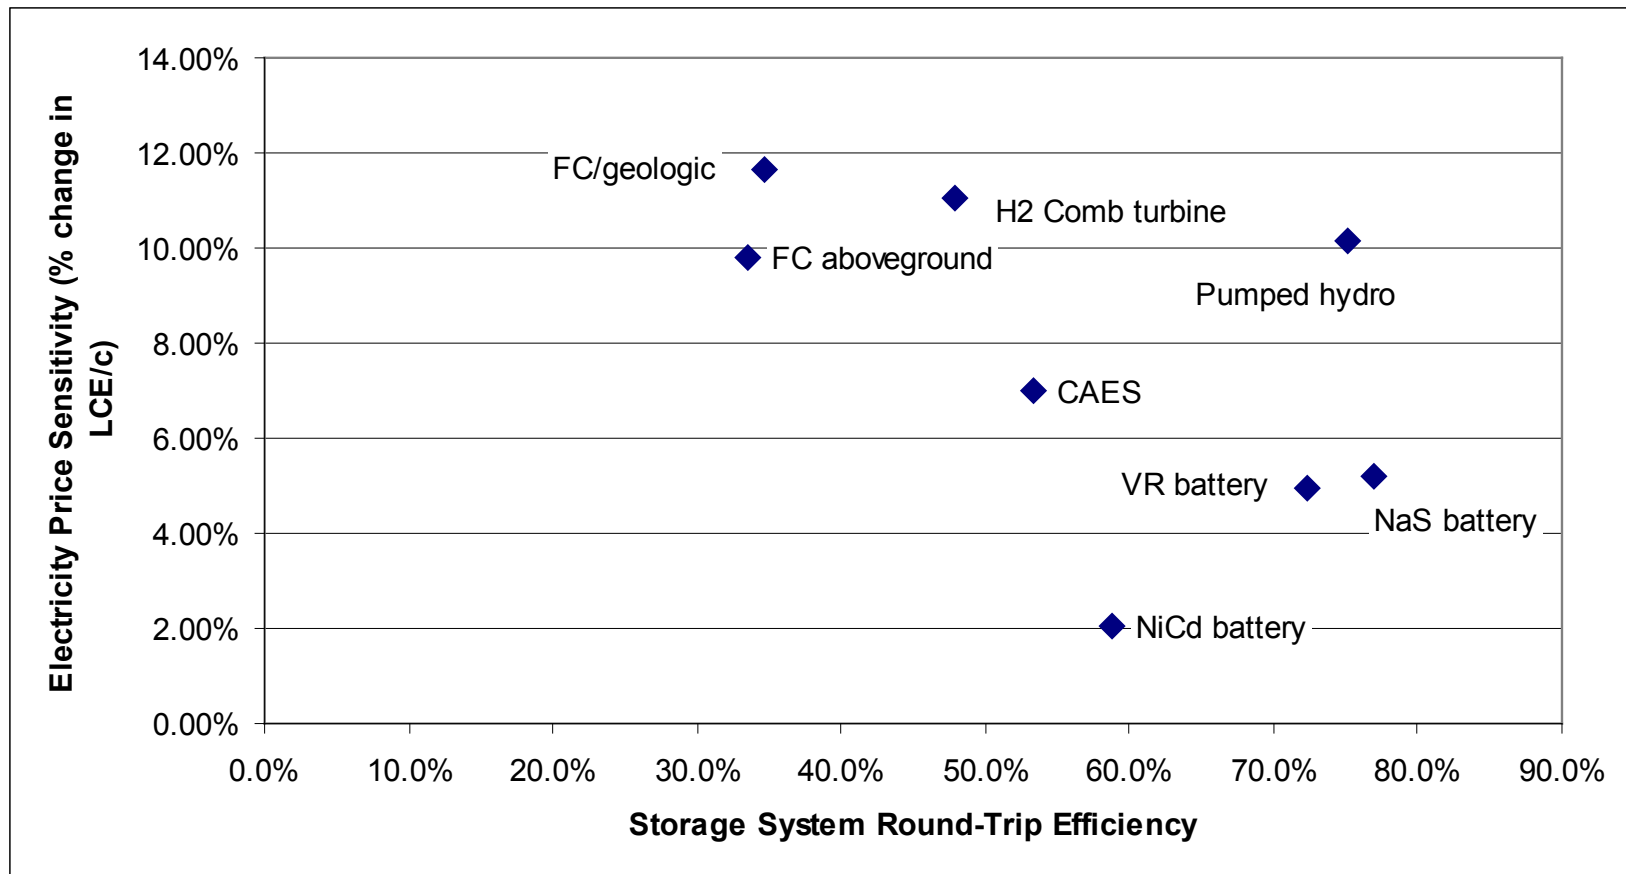 Electricity Price Sensitivity (% change in
LCE/c)
14.00%
12.00%
10.00%
8.00%
6.00%
4.00%
2.00%
0.00%
FC/geologic
H2 Comb turbine
FC aboveground
Pumped hydro
CAES
VR battery
NaS battery
NiCd battery
0.0% 10.0% 20.0% 30.0% 40.0% 50.0% 60.0% 70.0% 80.0% 90.0%
Storage System Round-Trip Efficiency